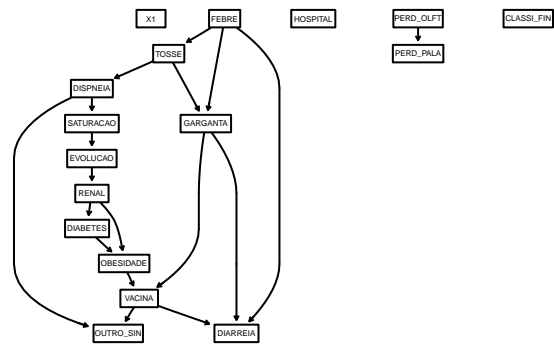 X1 FEBRE HOSPITAL PERD_OLFT CLASSI_FIN
TOSSE PERD_PALA
DISPNEIA
SATURACAO GARGANTA
EVOLUCAO
RENAL
DIABETES
OBESIDADE
VACINA
OUTRO_SIN DIARREIA